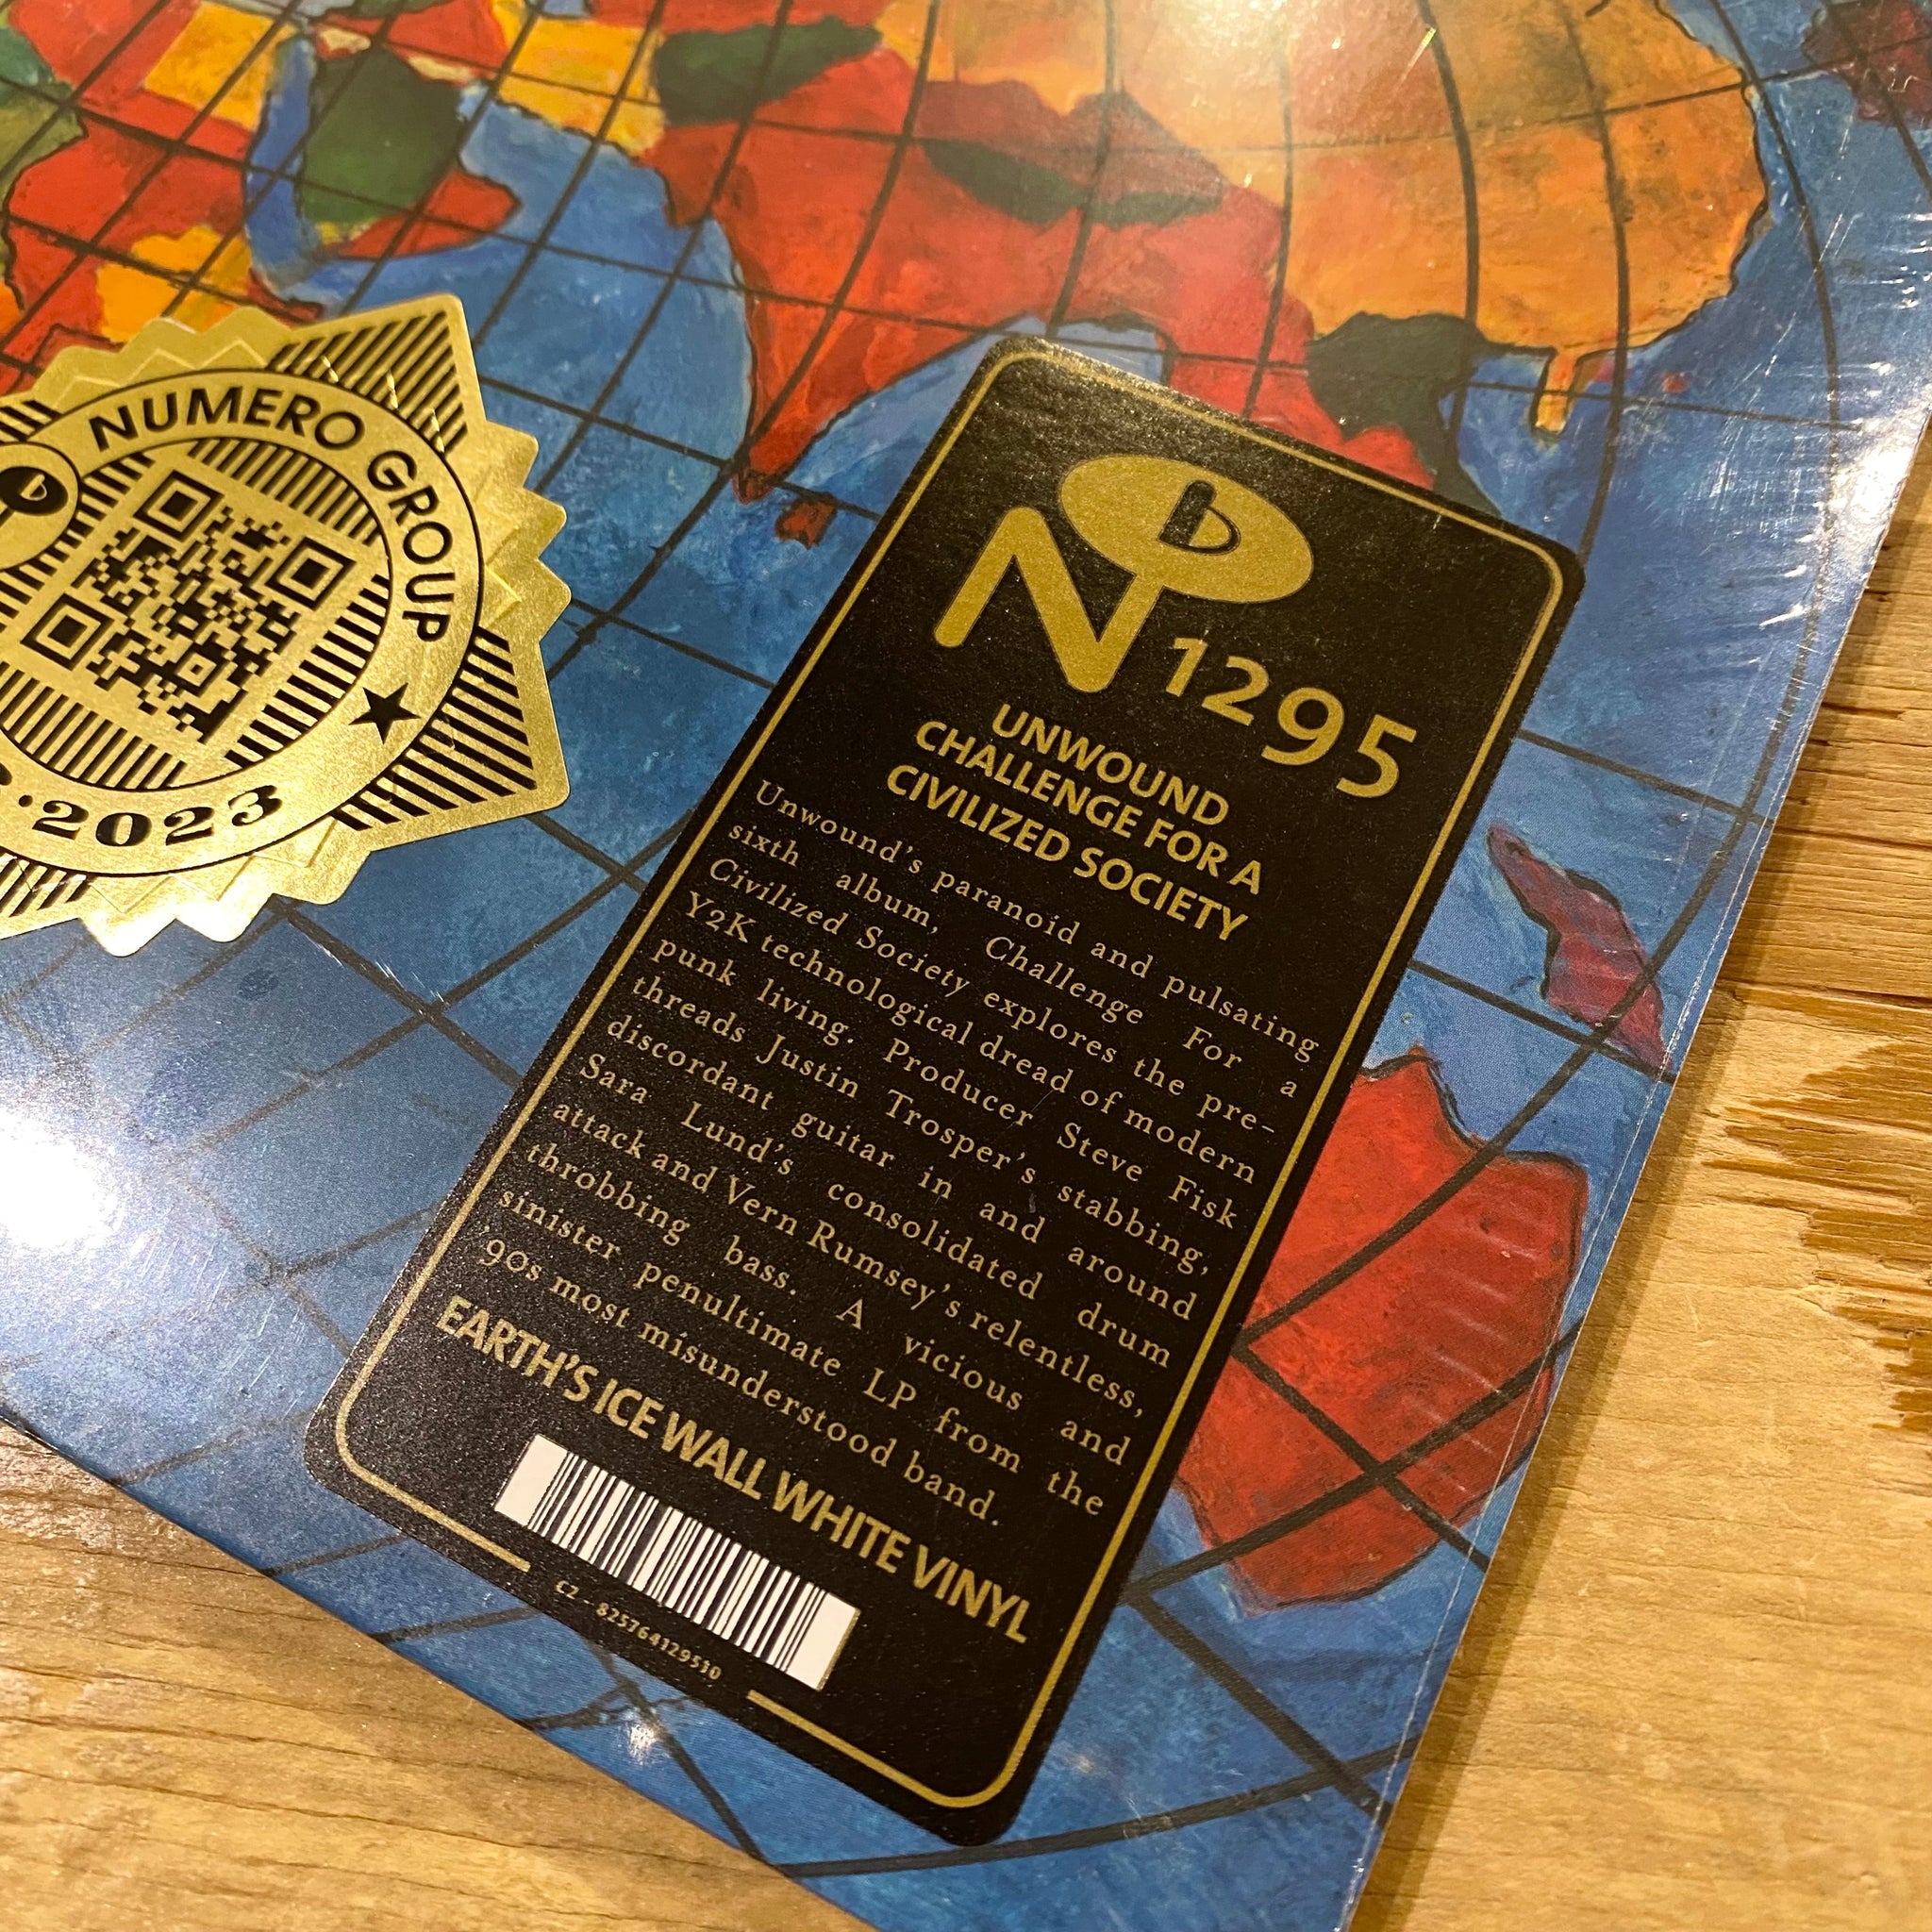 NUMERO GROUP
2023
N
1295
UNWOUND
CHALLENGE FOR A
CIVILIZED SOCIETY
Unwound's paranoid and pulsating
sixth album, Challenge For a
Civilized Society explores the pre-
Y2K technological dread of modern
punk living. Producer Steve Fisk
threads Justin Trosper's stabbing,
discordant guitar in and around
Sara Lund's consolidated drum
attack and Vern Rumsey's relentless,
throbbing bass. A vicious and
sinister penultimate LP from the
'90s most misunderstood band.
EARTH'S ICE WALL WHITE VINYL
CZ - 825764129510